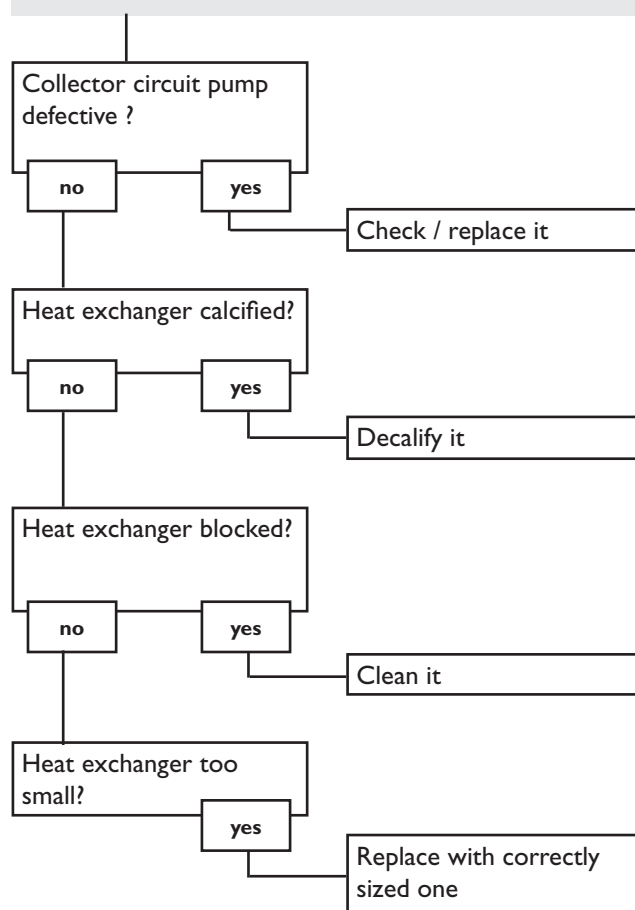 Collector circuit pump
defective ?
no
yes
Check / replace it
Heat exchanger calcified?
no
yes
Decalify it
Heat exchanger blocked?
no
yes
Clean it
Heat exchanger too
small?
yes
Replace with correctly
sized one